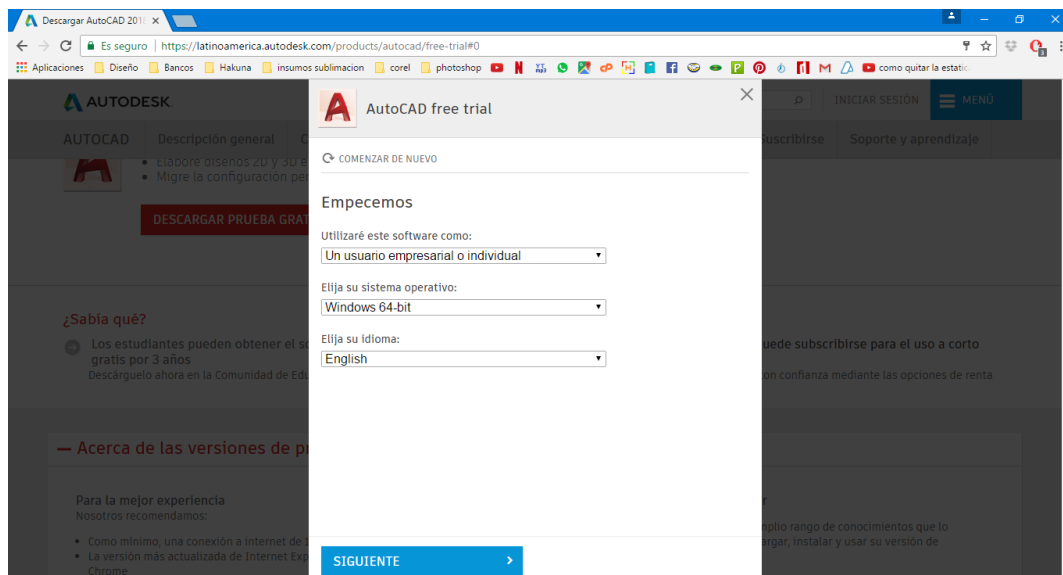 Descargar AutoCAD 201
Es seguro | https://latinoamerica.autodesk.com/products/autocad/free-trial#0
Aplicaciones Diseño Bancos Hakuna insumos sublimacion corel photoshop como quitar la estatic
AUTODESK.
INICIAR SESIÓN MENÚ
AUTOCAD Descripción general C Suscribirse Soporte y aprendizaje
AutoCAD free trial
COMENZAR DE NUEVO
Elabore diseños 2D y 3D e
Migre la configuración per
DESCARGAR PRUEBA GRAT
Empecemos
Utilizaré este software como:
Un usuario empresarial o individual
Elija su sistema operativo:
Windows 64-bit
Elija su idioma:
English
SIGUIENTE
¿Sabía qué?
Los estudiantes pueden obtener el so
gratis por 3 años
Descárguelo ahora en la Comunidad de Edu
uede subscribirse para el uso a corto
on confianza mediante las opciones de renta
Acerca de las versiones de pr
Para la mejor experiencia
Nosotros recomendamos:
Como mínimo, una conexión a internet de 1
La versión más actualizada de Internet Exp
Chrome
r
mplio rango de conocimientos que lo
argar, instalar y usar su versión de